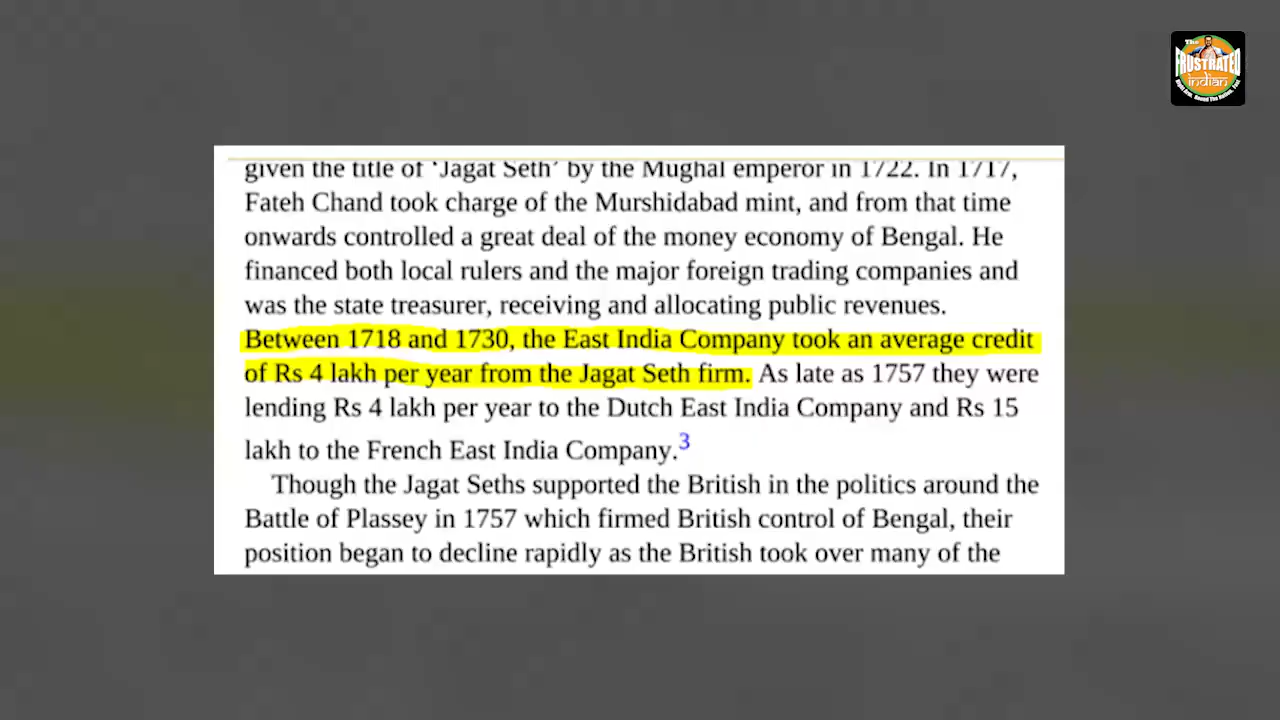 The
FRUSTRATED
indian
given the title of ‘Jagat Seth’ by the Mughal emperor in 1722. In 1717,
Fateh Chand took charge of the Murshidabad mint, and from that time
onwards controlled a great deal of the money economy of Bengal. He
financed both local rulers and the major foreign trading companies and
was the state treasurer, receiving and allocating public revenues.
Between 1718 and 1730, the East India Company took an average credit
of Rs 4 lakh per year from the Jagat Seth firm. As late as 1757 they were
lending Rs 4 lakh per year to the Dutch East India Company and Rs 15
lakh to the French East India Company.3
Though the Jagat Seths supported the British in the politics around the
Battle of Plassey in 1757 which firmed British control of Bengal, their
position began to decline rapidly as the British took over many of the